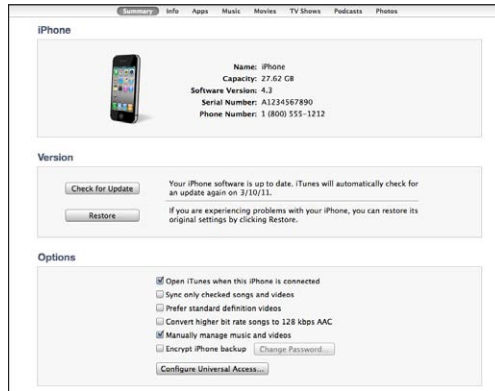 Summary Info Apps Music Movies TV Shows Podcasts Photos
iPhone
Name: iPhone
Capacity: 27.62 GB
Software Version: 4.3
Serial Number: A1234567890
Phone Number: 1 (800) 555-1212
Version
Check for Update
Your iPhone software is up to date. iTunes will automatically check for
an update again on 3/10/11.
Restore
If you are experiencing problems with your iPhone, you can restore its
original settings by clicking Restore.
Options
Open iTunes when this iPhone is connected
Sync only checked songs and videos
Prefer standard definition videos
Convert higher bit rate songs to 128 kbps AAC
Manually manage music and videos
Encrypt iPhone backup Change Password...
Configure Universal Access...